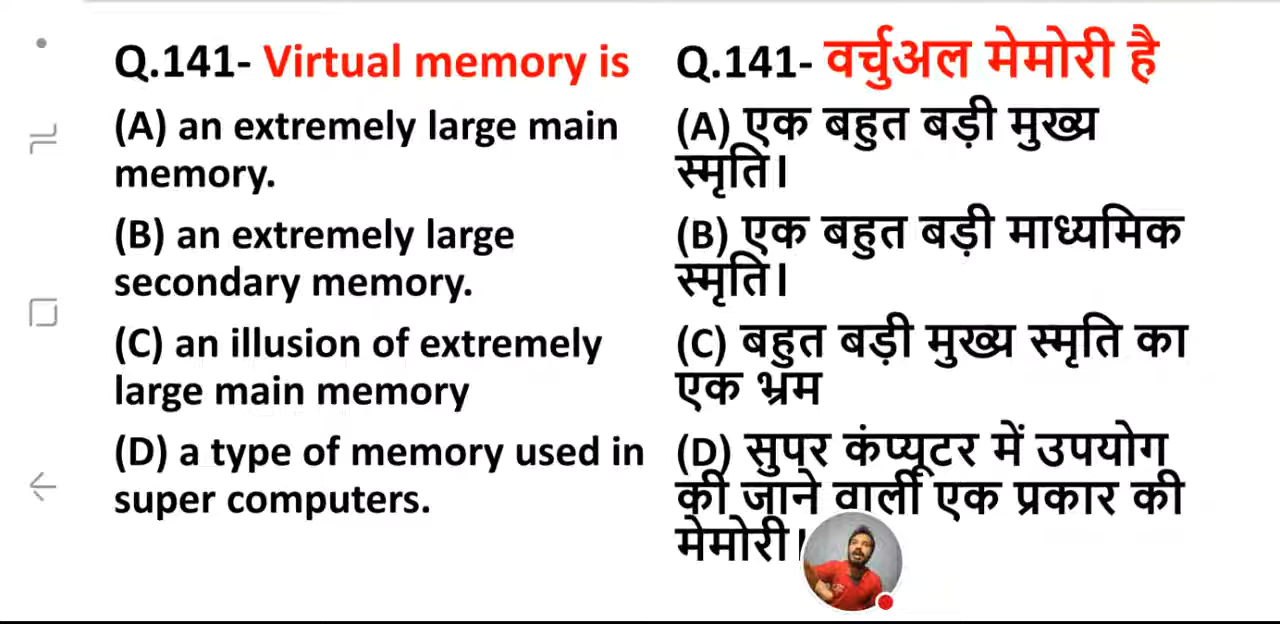 Q.141- Virtual memory is
(A) an extremely large main
memory.
(B) an extremely large
secondary memory.
(C) an illusion of extremely
large main memory
(D) a type of memory used in
super computers.
Q.141- वर्चुअल मेमोरी है
(A) एक बहुत बड़ी मुख्य
स्मृति।
(B) एक बहुत बड़ी माध्यमिक
स्मृति।
(C) बहुत बड़ी मुख्य स्मृति का
एक भ्रम
(D) सुपर कंप्यूटर में उपयोग
की जाने वाली एक प्रकार की
मेमोरी।